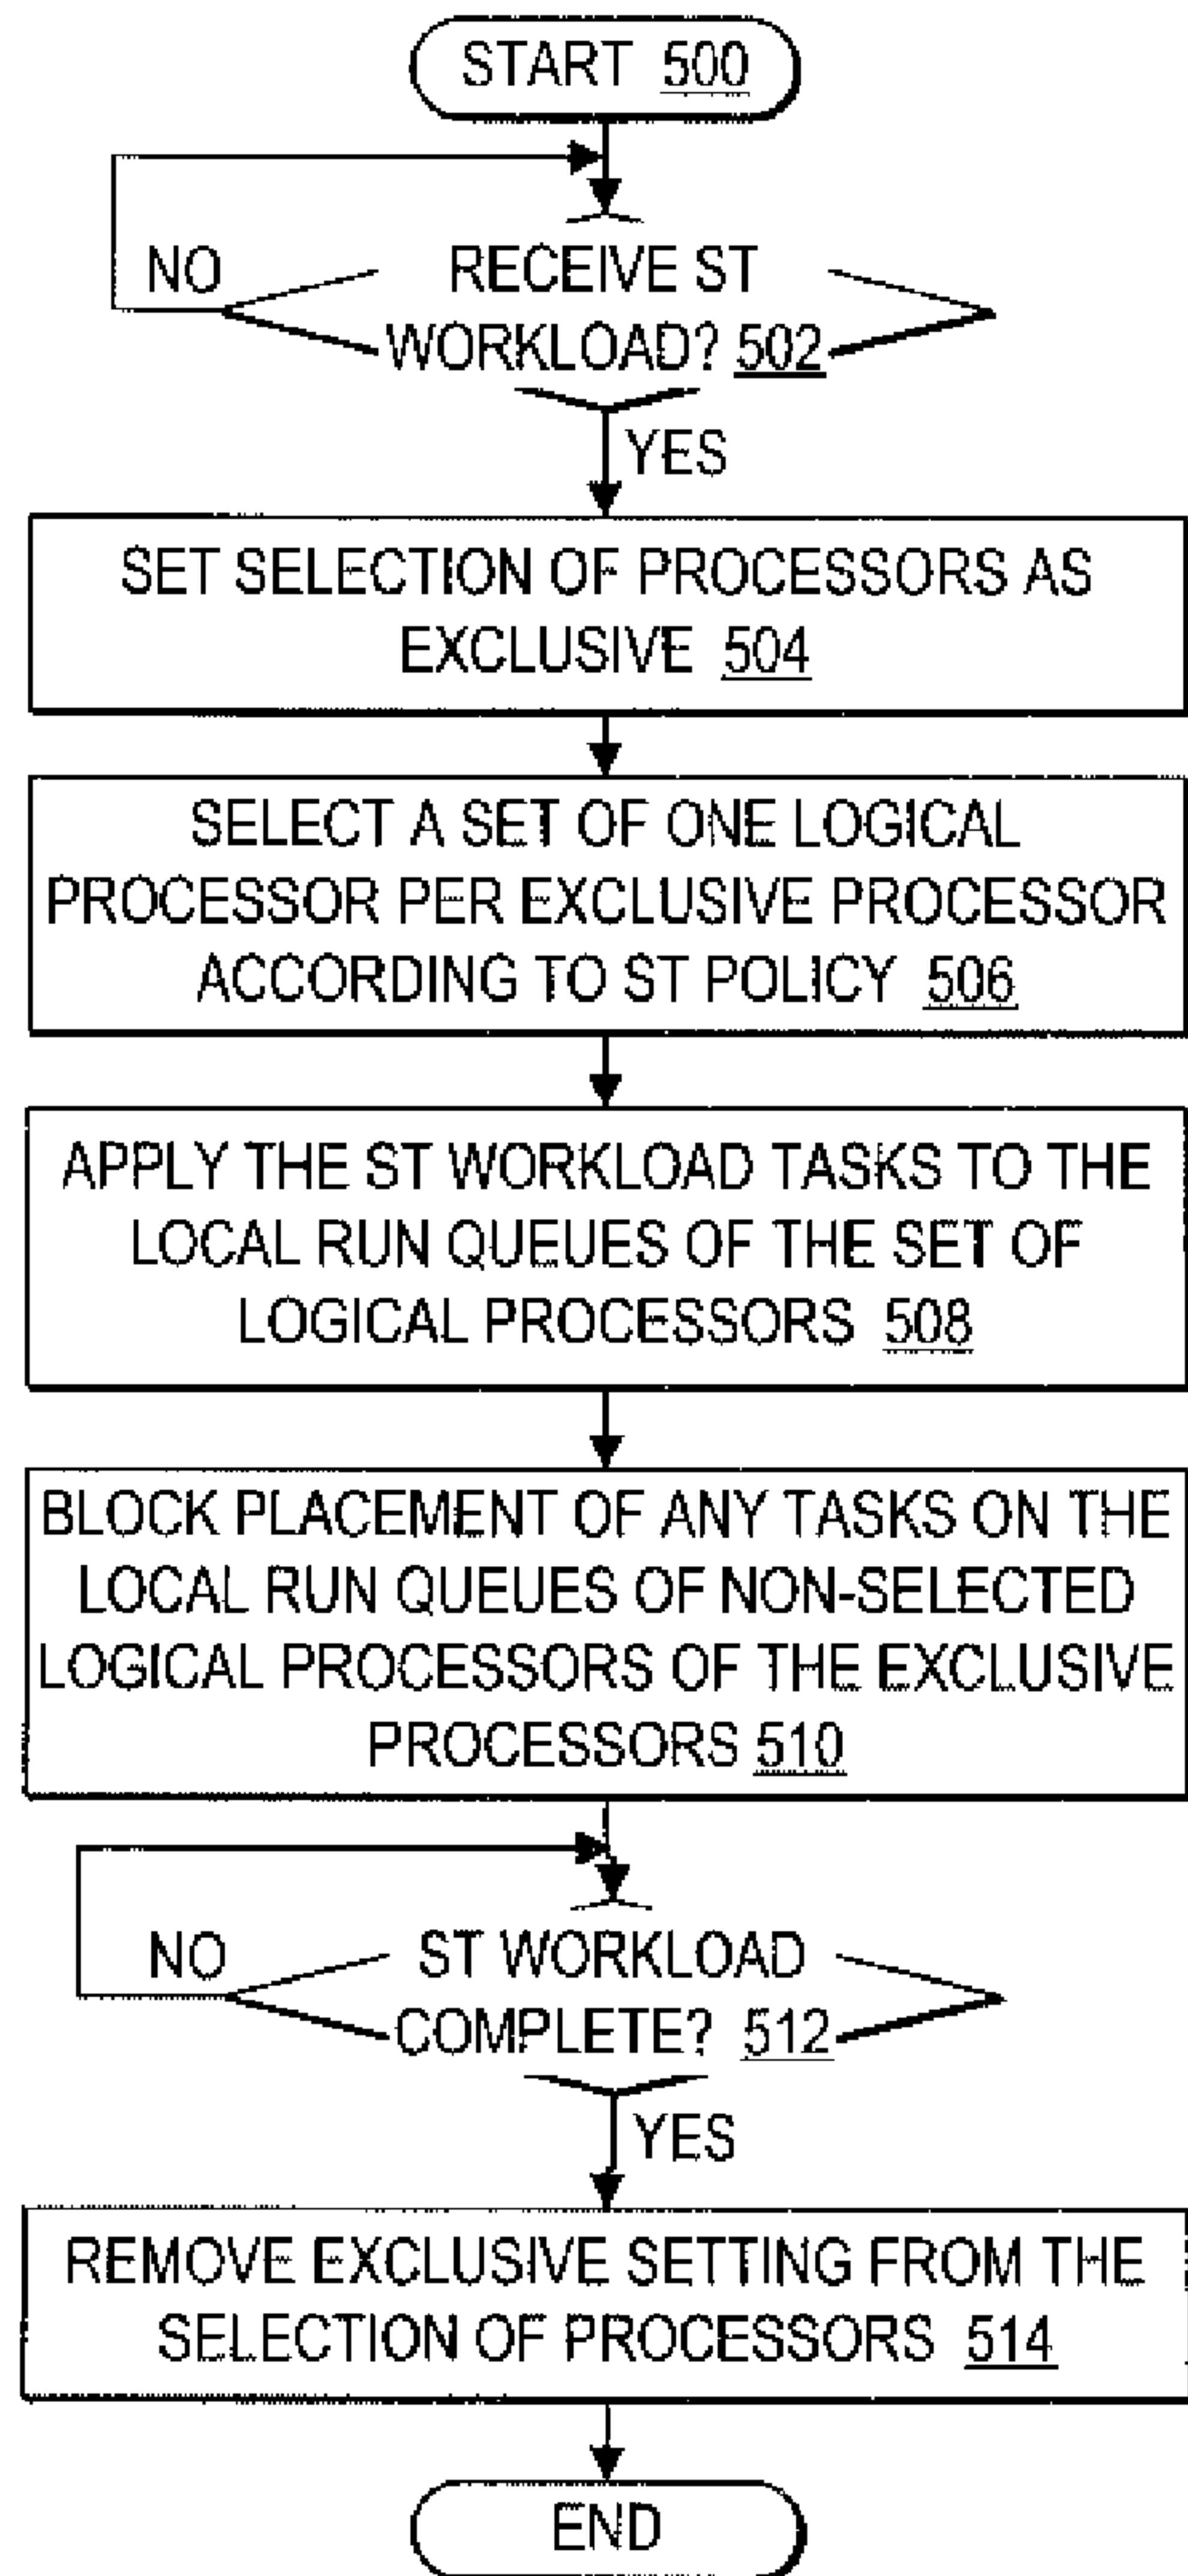 START 500
NO
RECEIVE ST
WORKLOAD? 502
YES
SET SELECTION OF PROCESSORS AS
EXCLUSIVE 504
SELECT A SET OF ONE LOGICAL
PROCESSOR PER EXCLUSIVE PROCESSOR
ACCORDING TO ST POLICY 506
APPLY THE ST WORKLOAD TASKS TO THE
LOCAL RUN QUEUES OF THE SET OF
LOGICAL PROCESSORS 508
BLOCK PLACEMENT OF ANY TASKS ON THE
LOCAL RUN QUEUES OF NON-SELECTED
LOGICAL PROCESSORS OF THE EXCLUSIVE
PROCESSORS 510
NO
ST WORKLOAD
COMPLETE? 512
YES
REMOVE EXCLUSIVE SETTING FROM THE
SELECTION OF PROCESSORS 514
END